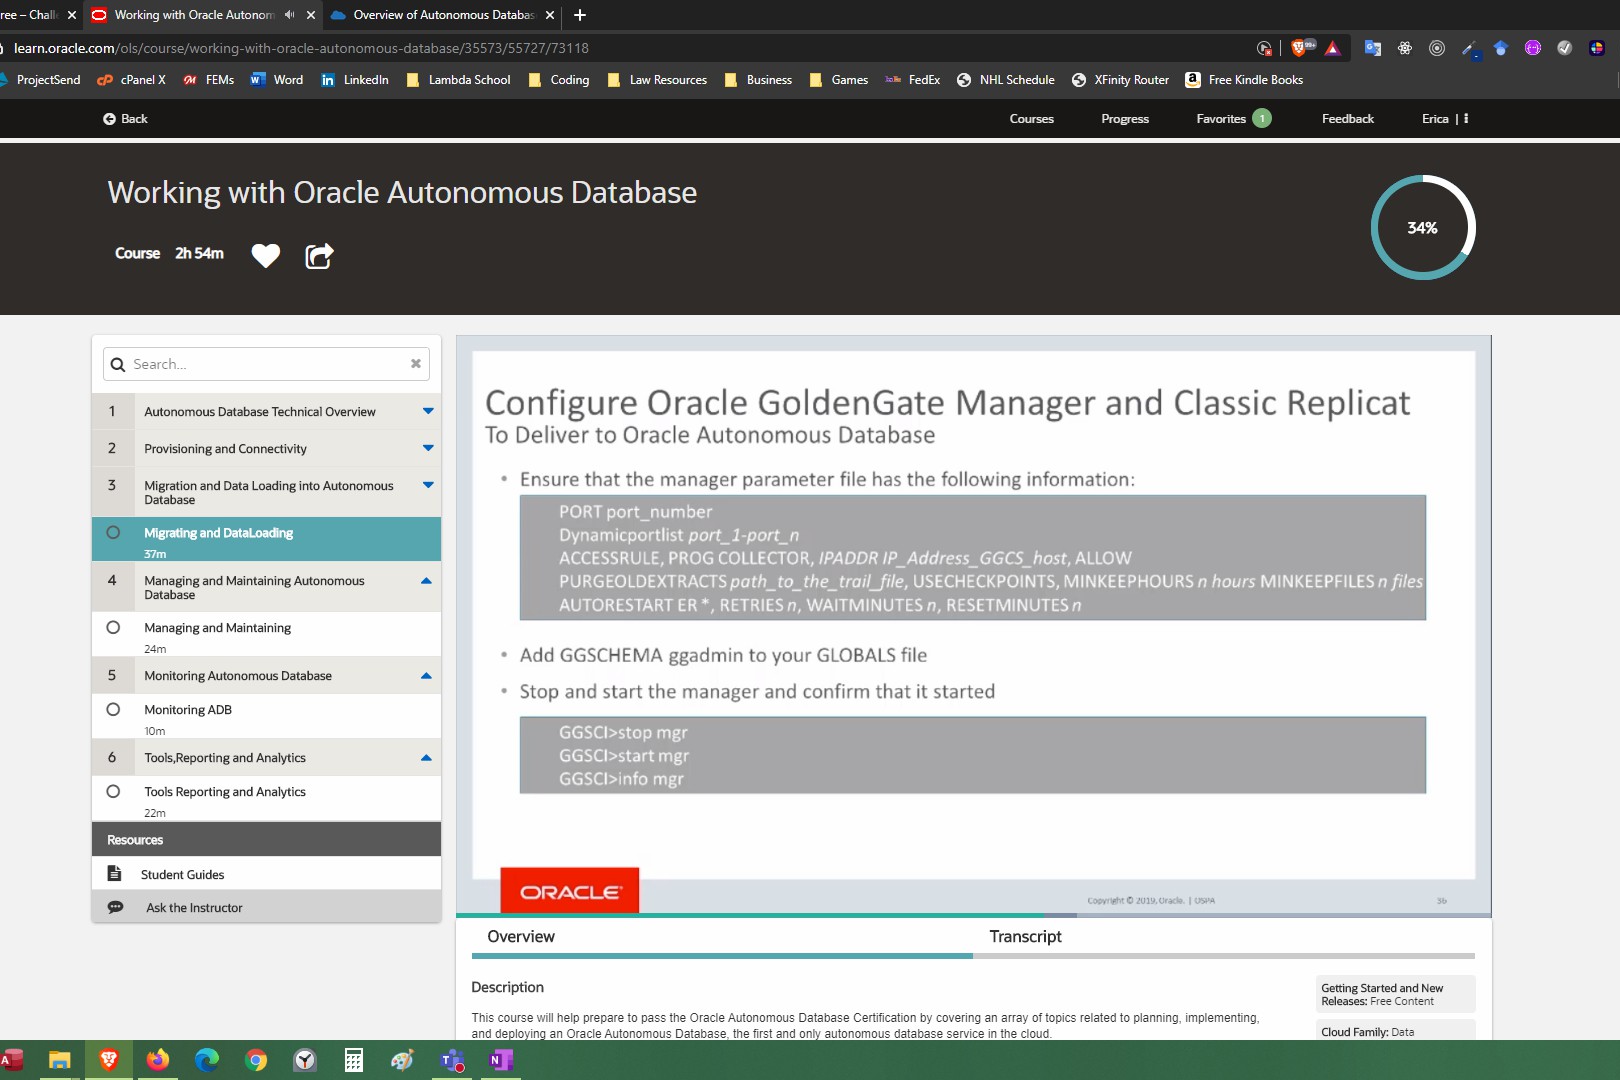 ree – Chall
Working with Oracle Autonom
Overview of Autonomous Databas
learn.oracle.com/ols/course/working-with-oracle-autonomous-database/35573/55727/73118
99+
ProjectSend
cPanel X
FEMs
Word
LinkedIn
Lambda School
Coding
Law Resources
Business
Games
FedEx
NHL Schedule
XFinity Router
Free Kindle Books
Back
Courses
Progress
Favorites 1
Feedback
Erica |
Working with Oracle Autonomous Database
Course 2h 54m
34%
Search...
1 Autonomous Database Technical Overview
2 Provisioning and Connectivity
3 Migration and Data Loading into Autonomous
Database
Migrating and DataLoading
37m
4 Managing and Maintaining Autonomous
Database
Managing and Maintaining
24m
5 Monitoring Autonomous Database
Monitoring ADB
10m
6 Tools,Reporting and Analytics
Tools Reporting and Analytics
22m
Resources
Student Guides
Ask the Instructor
Configure Oracle GoldenGate Manager and Classic Replicat
To Deliver to Oracle Autonomous Database
• Ensure that the manager parameter file has the following information:
PORT port_number
Dynamicportlist port_1-port_n
ACCESSRULE, PROG COLLECTOR, IPADDR IP_Address_GGCS_host, ALLOW
PURGEOLDEXTRACTS path_to_the_trail_file, USECHECKPOINTS, MINKEEPHOURS n hours MINKEEPFILES n files
AUTORESTART ER *, RETRIES n, WAITMINUTES n, RESETMINUTES n
• Add GGSCHEMA ggadmin to your GLOBALS file
• Stop and start the manager and confirm that it started
GGSCI>stop mgr
GGSCI>start mgr
GGSCI>info mgr
ORACLE
Copyright © 2019, Oracle. | OSPA
36
Overview
Transcript
Description
This course will help prepare to pass the Oracle Autonomous Database Certification by covering an array of topics related to planning, implementing,
and deploying an Oracle Autonomous Database, the first and only autonomous database service in the cloud.
Getting Started and New
Releases: Free Content
Cloud Family: Data